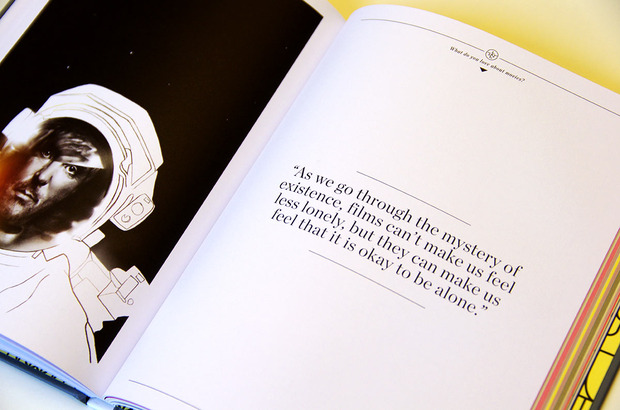 What do you love about movies?
“As we go through the mystery of
existence, films can’t make us feel
less lonely, but they can make us
feel that it is okay to be alone.”